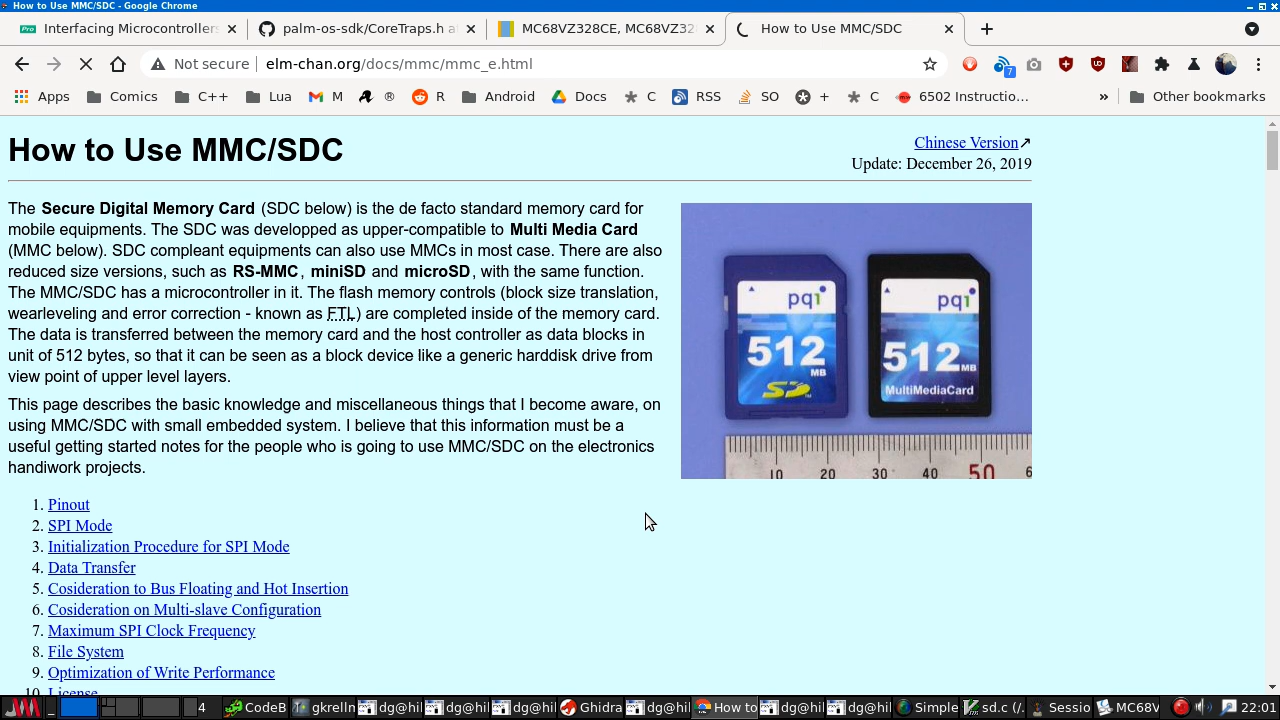 How to Use MMC/SDC - Google Chrome
Interfacing Microcontrollers
palm-os-sdk/CoreTraps.h a
MC68VZ328CE, MC68VZ32
How to Use MMC/SDC
Not secure elm-chan.org/docs/mmc/mmc_e.html
7
Apps Comics C++ Lua M ® R Android Docs C RSS SO + C 6502 Instructio… » Other bookmarks
How to Use MMC/SDC
Chinese Version
Update: December 26, 2019
The Secure Digital Memory Card (SDC below) is the de facto standard memory card for
mobile equipments. The SDC was developped as upper-compatible to Multi Media Card
(MMC below). SDC compleant equipments can also use MMCs in most case. There are also
reduced size versions, such as RS-MMC, miniSD and microSD, with the same function.
The MMC/SDC has a microcontroller in it. The flash memory controls (block size translation,
wearleveling and error correction - known as FTL) are completed inside of the memory card.
The data is transferred between the memory card and the host controller as data blocks in
unit of 512 bytes, so that it can be seen as a block device like a generic harddisk drive from
view point of upper level layers.
This page describes the basic knowledge and miscellaneous things that I become aware, on
using MMC/SDC with small embedded system. I believe that this information must be a
useful getting started notes for the people who is going to use MMC/SDC on the electronics
handiwork projects.
pqi
512
MB
SD
pqi
512
MB
MultiMediaCard
10 20 30 40 50 6
1. Pinout
2. SPI Mode
3. Initialization Procedure for SPI Mode
4. Data Transfer
5. Cosideration to Bus Floating and Hot Insertion
6. Cosideration on Multi-slave Configuration
7. Maximum SPI Clock Frequency
8. File System
9. Optimization of Write Performance
10. License
4 CodeB gkrelln dg@hil dg@hil dg@hil Ghidra dg@hil How to dg@hil dg@hil Simple sd.c (/. Sessio MC68V 22:01